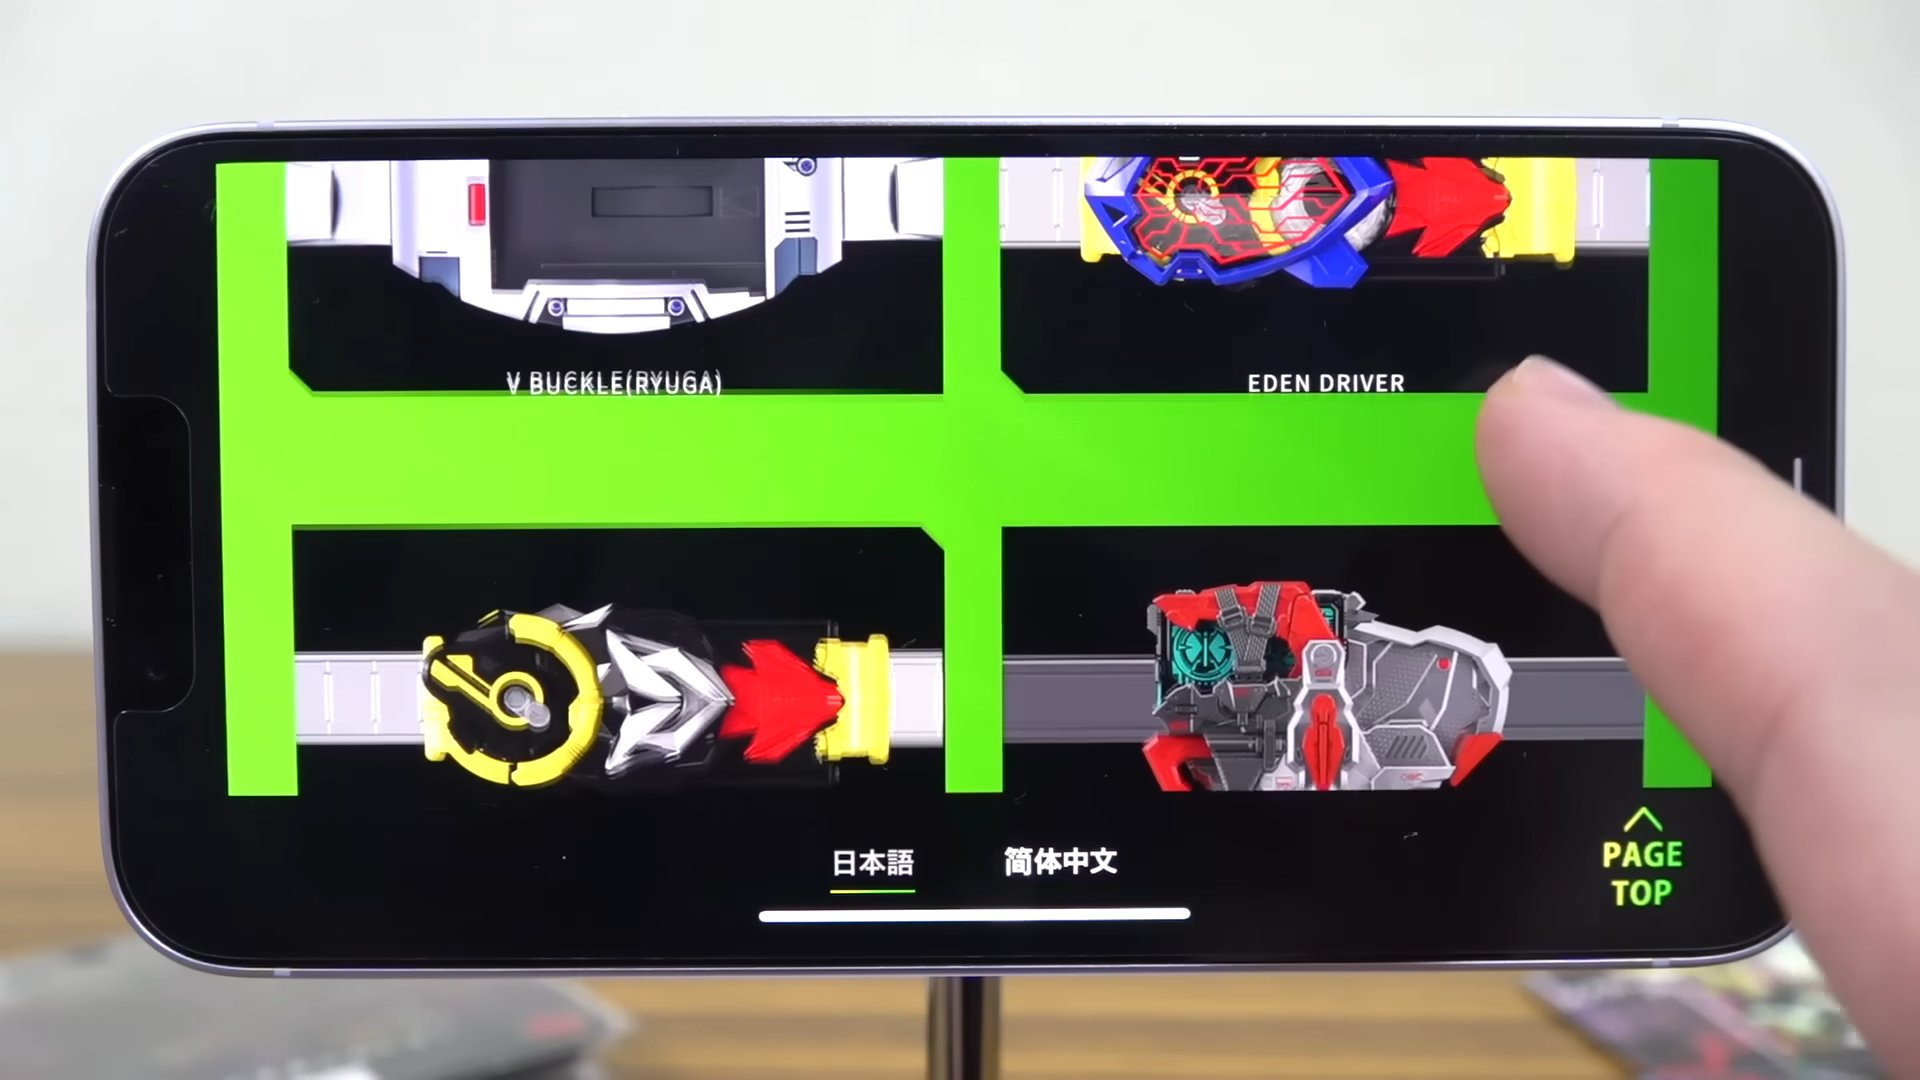 V BUCKLE(RYUGA)
EDEN DRIVER
日本語
简体中文
PAGE
TOP